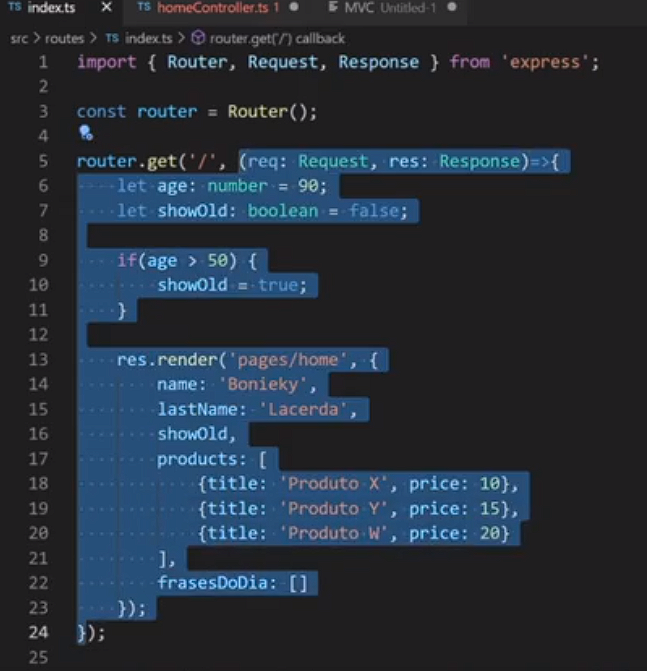 TS index.ts × TS homeController.ts 1 ● MVC Untitled-1 ●
src > routes > TS index.ts > router.get('/') callback
1 import { Router, Request, Response } from 'express';
2
3 const router = Router();
4
5 router.get('/', (req: Request, res: Response)=>{
6     let age: number = 90;
7     let showOld: boolean = false;
8
9     if(age > 50) {
10         showOld = true;
11     }
12
13     res.render('pages/home', {
14         name: 'Bonieky',
15         lastName: 'Lacerda',
16         showOld,
17         products: [
18             {title: 'Produto X', price: 10},
19             {title: 'Produto Y', price: 15},
20             {title: 'Produto W', price: 20}
21         ],
22         frasesDoDia: []
23     });
24 });
25